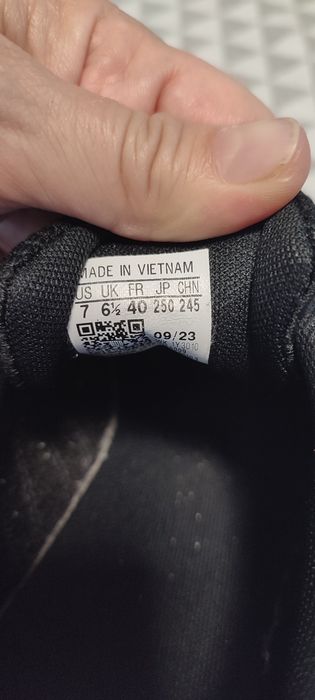 MADE IN VIETNAM
US UK FR JP CHN
7 6½ 40 250 245
09/23